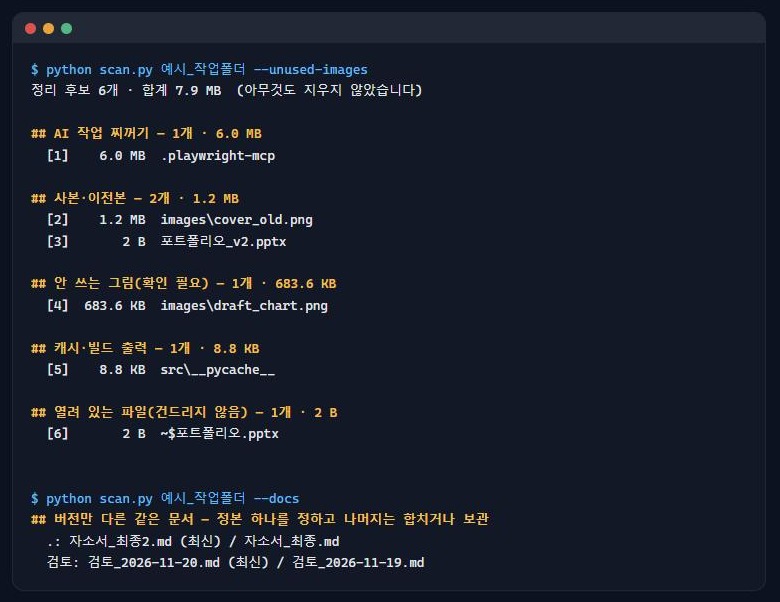 $ python scan.py 예시_작업폴더 --unused-images
정리 후보 6개 · 합계 7.9 MB  (아무것도 지우지 않았습니다)
## AI 작업 찌꺼기 — 1개 · 6.0 MB
[1]    6.0 MB  .playwright-mcp
## 사본·이전본 — 2개 · 1.2 MB
[2]    1.2 MB  images\cover_old.png
[3]       2 B  포트폴리오_v2.pptx
## 안 쓰는 그림(확인 필요) — 1개 · 683.6 KB
[4]  683.6 KB  images\draft_chart.png
## 캐시·빌드 출력 — 1개 · 8.8 KB
[5]    8.8 KB  src\__pycache__
## 열려 있는 파일(건드리지 않음) — 1개 · 2 B
[6]       2 B  ~$포트폴리오.pptx
$ python scan.py 예시_작업폴더 --docs
## 버전만 다른 같은 문서 — 정본 하나를 정하고 나머지는 합치거나 보관
.: 자소서_최종2.md (최신) / 자소서_최종.md
검토: 검토_2026-11-20.md (최신) / 검토_2026-11-19.md